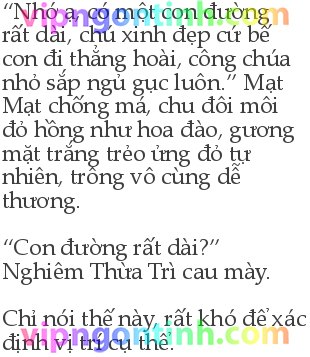 “Nhỏ ạ, có một con đường
rất dài, chú xinh đẹp cứ bế
con đi thẳng hoài, công chúa
nhỏ sắp ngủ gục luôn.” Mạt
Mạt chống má, chu đôi môi
đỏ hồng như hoa đào, gương
mặt trắng trẻo ửng đỏ tự
nhiên, trông vô cùng dễ
thương.
“Con đường rất dài?”
Nghiêm Thừa Trì cau mày.
Chỉ nói thế này, rất khó để xác
định vị trí cụ thể.
vipngontinh.com
vipngontinh.com